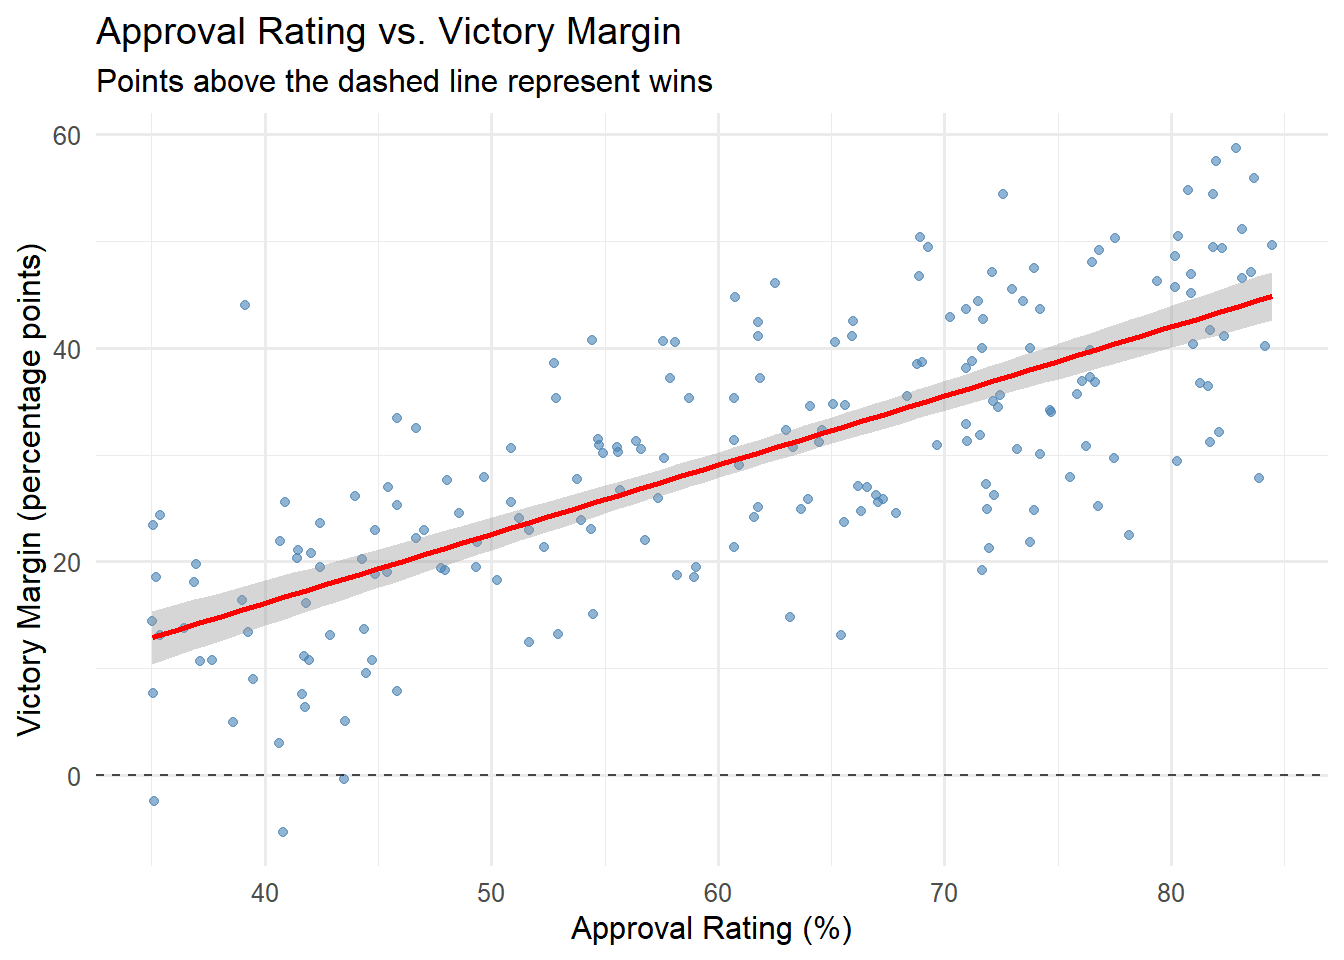 Approval Rating vs. Victory Margin
Points above the dashed line represent wins
Victory Margin (percentage points)
60
40
20
0
40 50 60 70 80
Approval Rating (%)